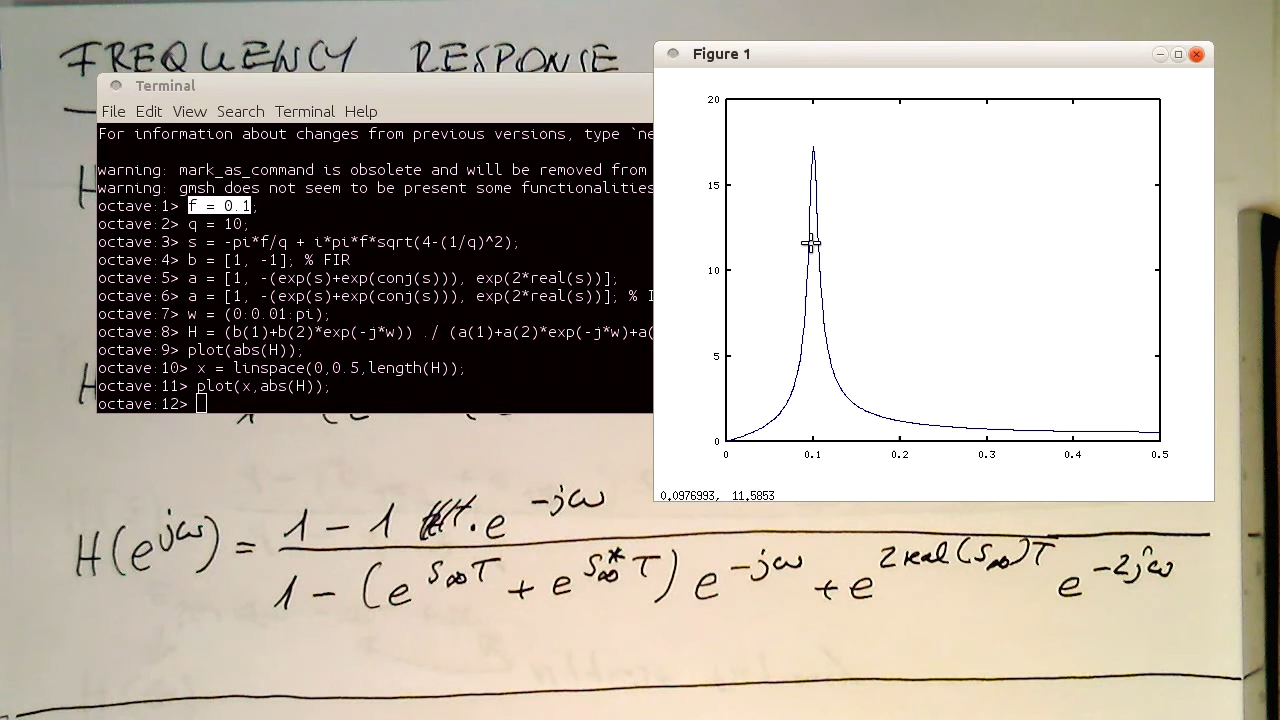 FREQUENCY RESPONSE
Terminal
File Edit View Search Terminal Help
For information about changes from previous versions, type `ne
warning: mark_as_command is obsolete and will be removed from
warning: gmsh does not seem to be present some functionalities
octave:1> f = 0.1;
octave:2> q = 10;
octave:3> s = -pi*f/q + i*pi*f*sqrt(4-(1/q)^2);
octave:4> b = [1, -1]; % FIR
octave:5> a = [1, -(exp(s)+exp(conj(s))), exp(2*real(s))];
octave:6> a = [1, -(exp(s)+exp(conj(s))), exp(2*real(s))]; % I
octave:7> w = (0:0.01:pi);
octave:8> H = (b(1)+b(2)*exp(-j*w)) ./ (a(1)+a(2)*exp(-j*w)+a(
octave:9> plot(abs(H));
octave:10> x = linspace(0,0.5,length(H));
octave:11> plot(x,abs(H));
octave:12>
Figure 1
20
15
10
5
0
0 0.1 0.2 0.3 0.4 0.5
0.0976993, 11.5853
H
H
1 - 1 · e^{-jω}
H(e^{jω}) =
1 - (e^{s_∞T} + e^{s_∞^*T}) e^{-jω} + e^{2real(s_∞)T} e^{-2jω}